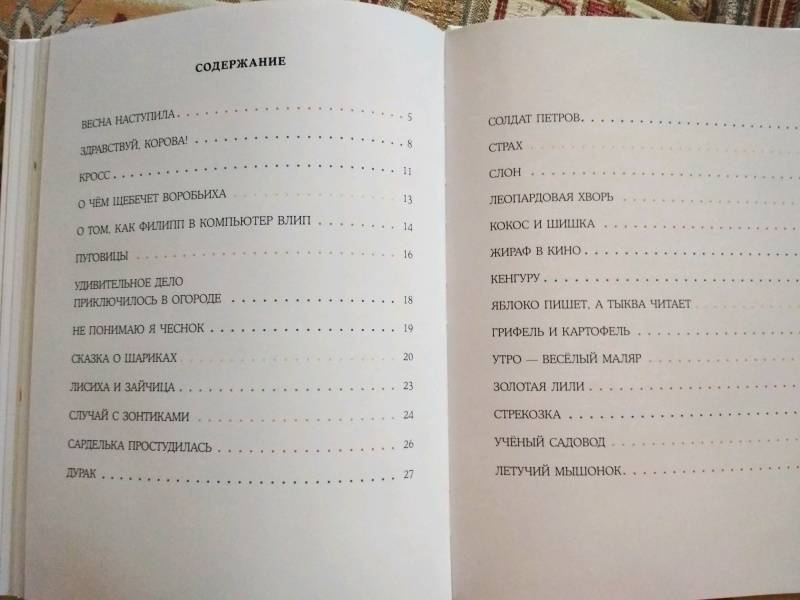 СОДЕРЖАНИЕ
ВЕСНА НАСТУПИЛА 5
ЗДРАВСТВУЙ, КОРОВА! 8
КРОСС 11
О ЧЁМ ЩЕБЕЧЕТ ВОРОБЬИХА 13
О ТОМ, КАК ФИЛИПП В КОМПЬЮТЕР ВЛИП 14
ПУГОВИЦЫ 16
УДИВИТЕЛЬНОЕ ДЕЛО
ПРИКЛЮЧИЛОСЬ В ОГОРОДЕ 18
НЕ ПОНИМАЮ Я ЧЕСНОК 19
СКАЗКА О ШАРИКАХ 20
ЛИСИХА И ЗАЙЧИЦА 23
СЛУЧАЙ С ЗОНТИКАМИ 24
САРДЕЛЬКА ПРОСТУДИЛАСЬ 26
ДУРАК 27
СОЛДАТ ПЕТРОВ
СТРАХ
СЛОН
ЛЕОПАРДОВАЯ ХВОРЬ
КОКОС И ШИШКА
ЖИРАФ В КИНО
КЕНГУРУ
ЯБЛОКО ПИШЕТ, А ТЫКВА ЧИТАЕТ
ГРИФЕЛЬ И КАРТОФЕЛЬ
УТРО — ВЕСЁЛЫЙ МАЛЯР
ЗОЛОТАЯ ЛИЛИ
СТРЕКОЗКА
УЧЁНЫЙ САДОВОД
ЛЕТУЧИЙ МЫШОНОК